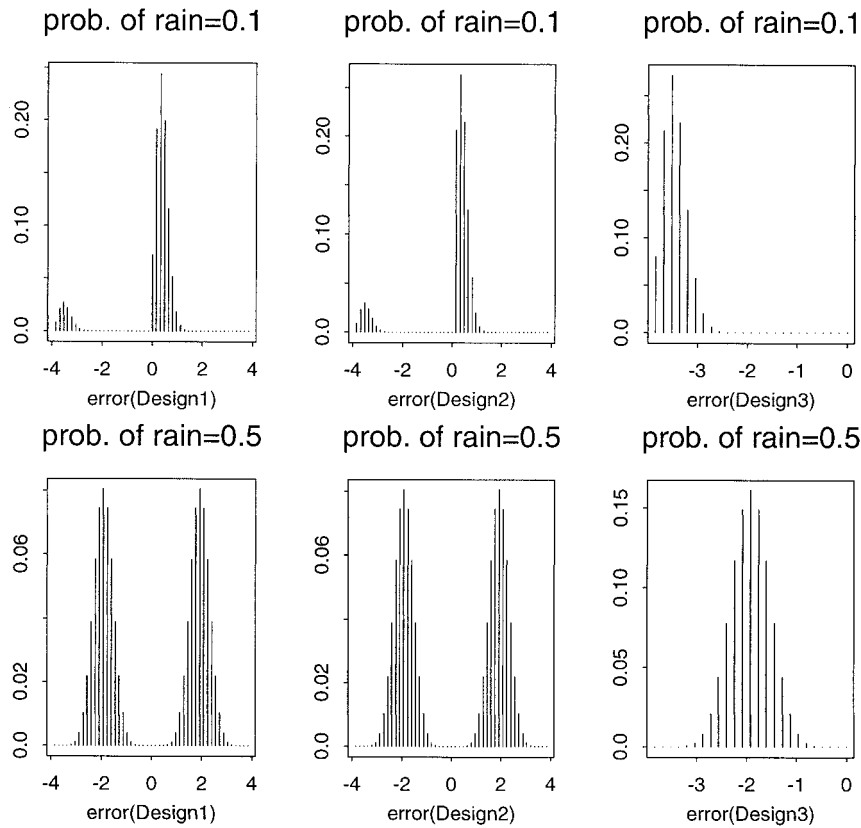 prob. of rain=0.1
prob. of rain=0.1
prob. of rain=0.1
0.20
0.10
0.0
-4 -2 0 2 4
error(Design1)
0.20
0.10
0.0
-4 -2 0 2 4
error(Design2)
0.20
0.10
0.0
-3 -2 -1 0
error(Design3)
prob. of rain=0.5
prob. of rain=0.5
prob. of rain=0.5
0.06
0.02
0.0
-4 -2 0 2 4
error(Design1)
0.06
0.02
0.0
-4 -2 0 2 4
error(Design2)
0.15
0.10
0.05
0.0
-3 -2 -1 0
error(Design3)